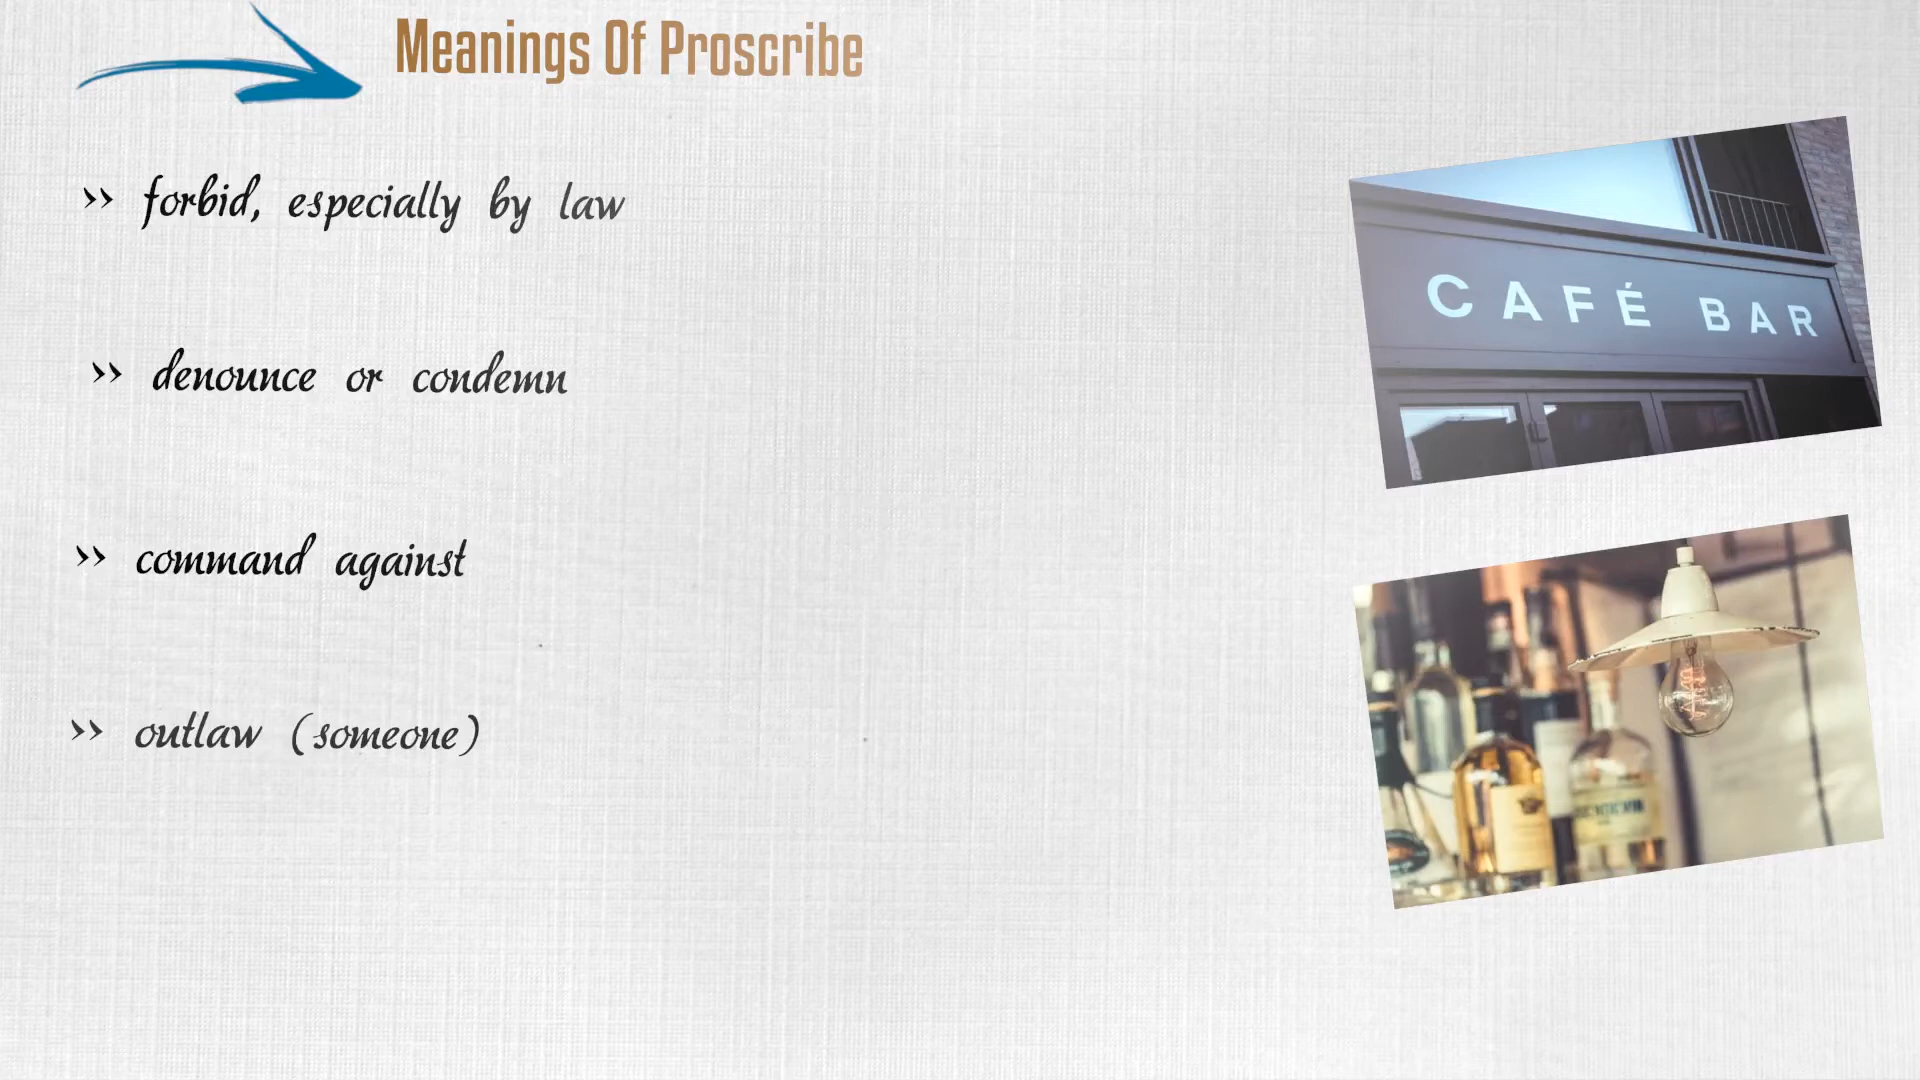 Meanings Of Proscribe
>> forbid, especially by law
>> denounce or condemn
>> command against
>> outlaw (someone)
CAFÉ BAR